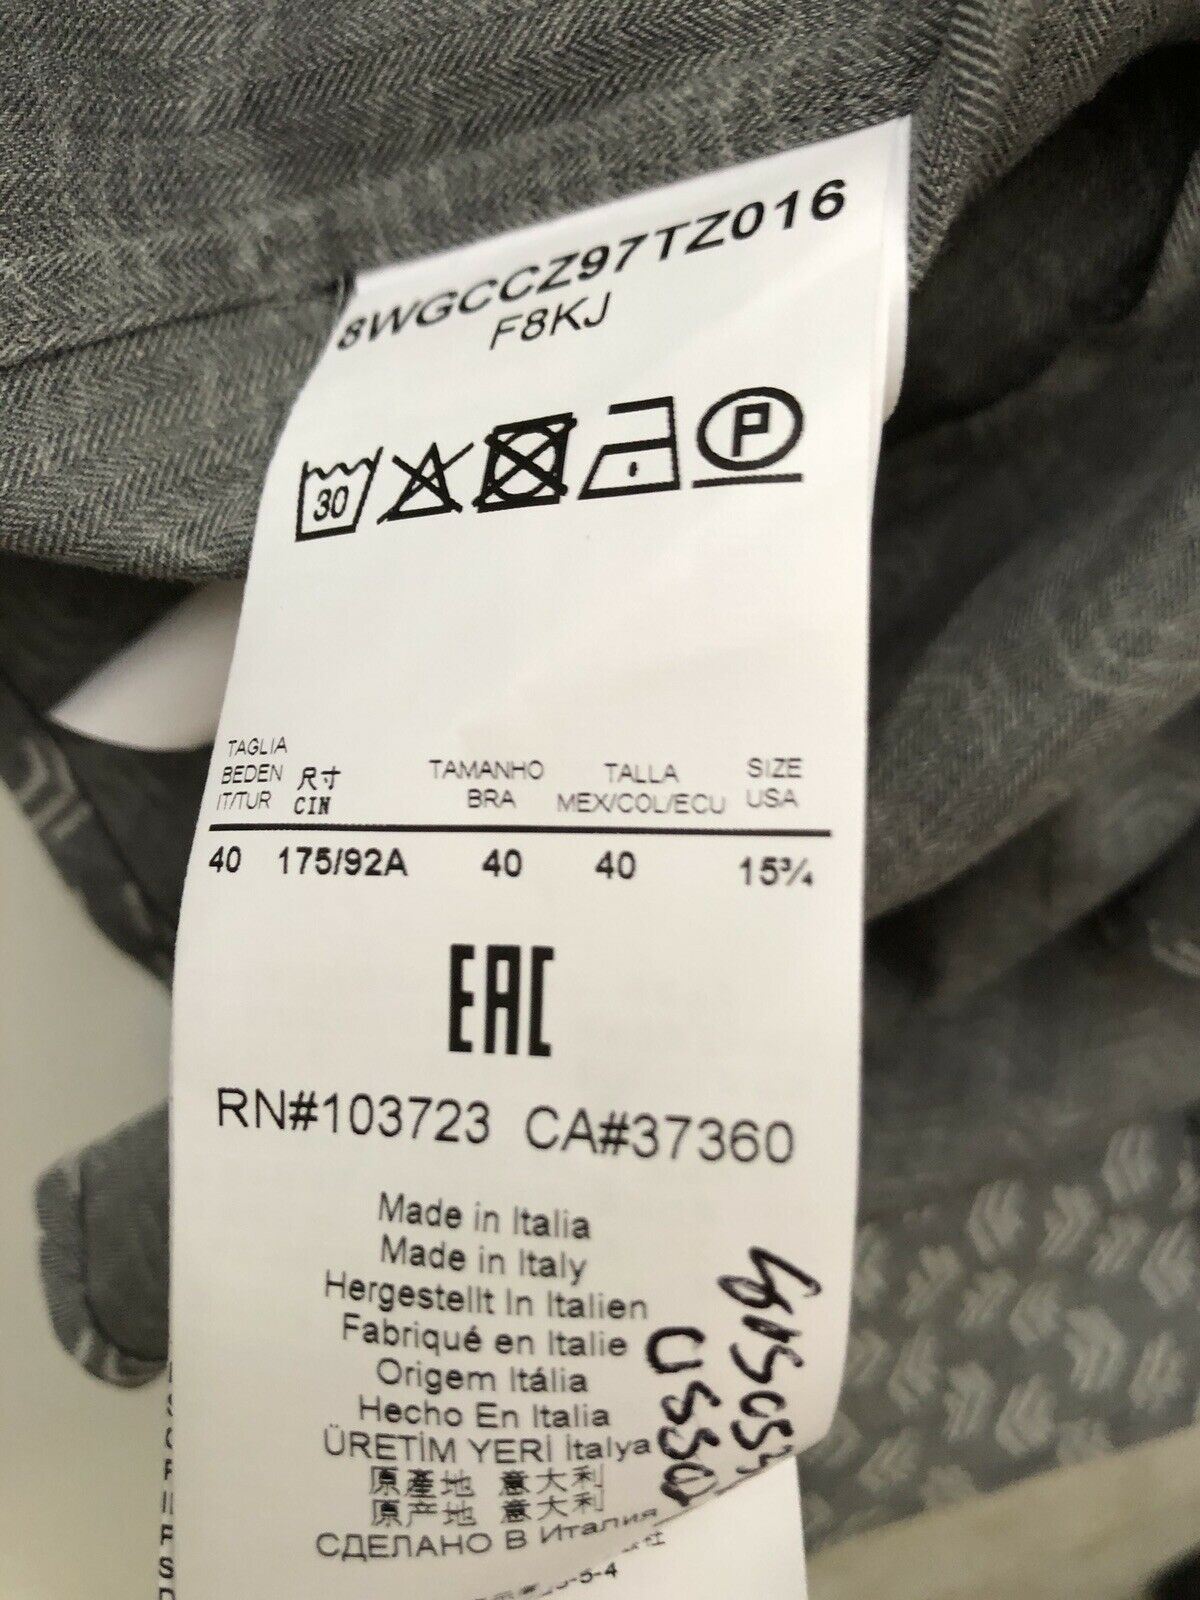 8WGCCZ97TZ016
F8KJ
30 P
TAGLIA
BEDEN 尺寸 TAMANHO TALLA SIZE
IT/TUR CIN BRA MEX/COL/ECU USA
40 175/92A 40 40 15¾
EAC
RN#103723 CA#37360
Made in Italia
Made in Italy
Hergestellt In Italien
Fabriqué en Italie
Origem Itália
Hecho En Italia
ÜRETİM YERİ İtalya
原產地 意大利
原产地 意大利
СДЕЛАНО В Италия
-5-4